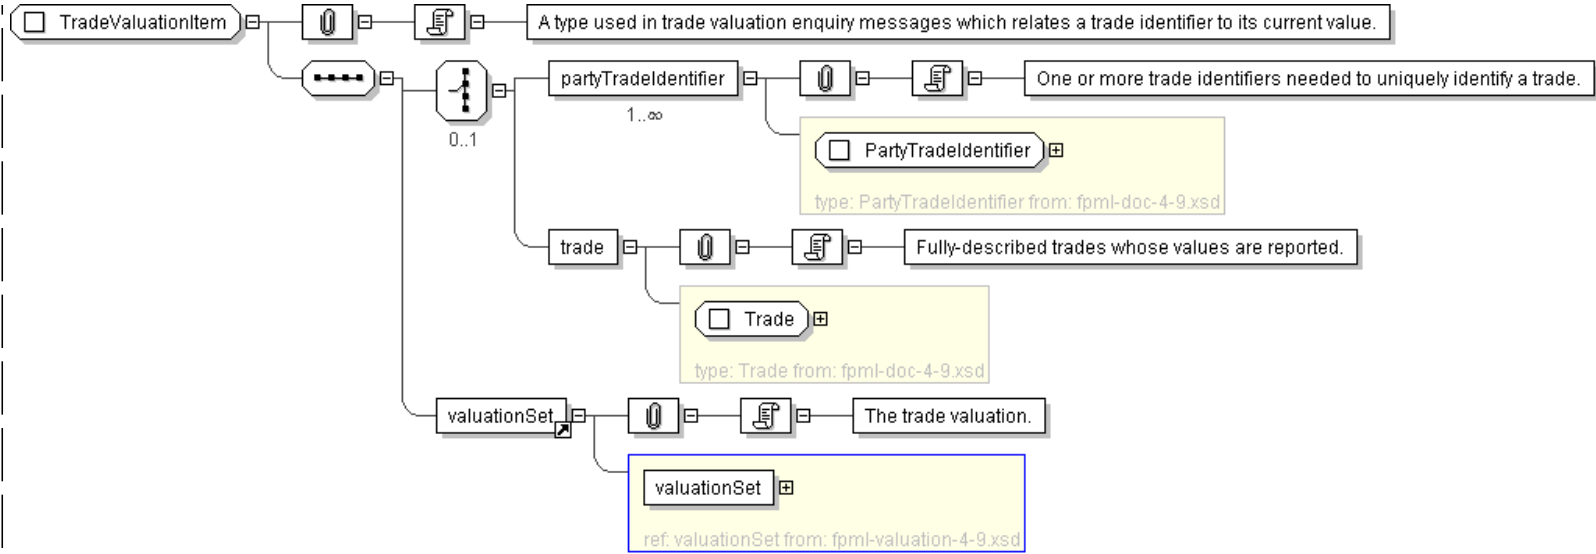 TradeValuationItem
A type used in trade valuation enquiry messages which relates a trade identifier to its current value.
partyTradeIdentifier
One or more trade identifiers needed to uniquely identify a trade.
1..∞
0..1
PartyTradeIdentifier
type: PartyTradeIdentifier from: fpml-doc-4-9.xsd
trade
Fully-described trades whose values are reported.
Trade
type: Trade from: fpml-doc-4-9.xsd
valuationSet
The trade valuation.
valuationSet
ref: valuationSet from: fpml-valuation-4-9.xsd